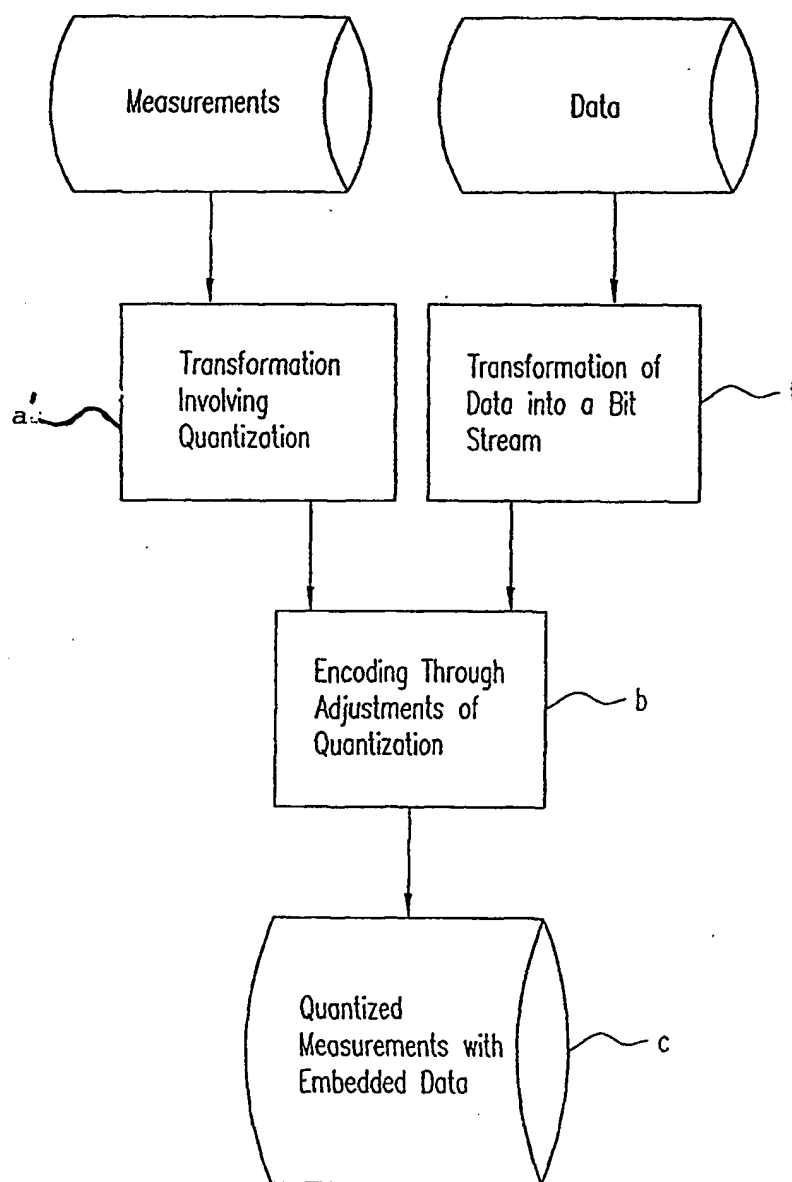 Measurements
Data
Transformation
Involving
Quantization
a'
Transformation of
Data into a Bit
Stream
Encoding Through
Adjustments of
Quantization
b
Quantized
Measurements with
Embedded Data
c